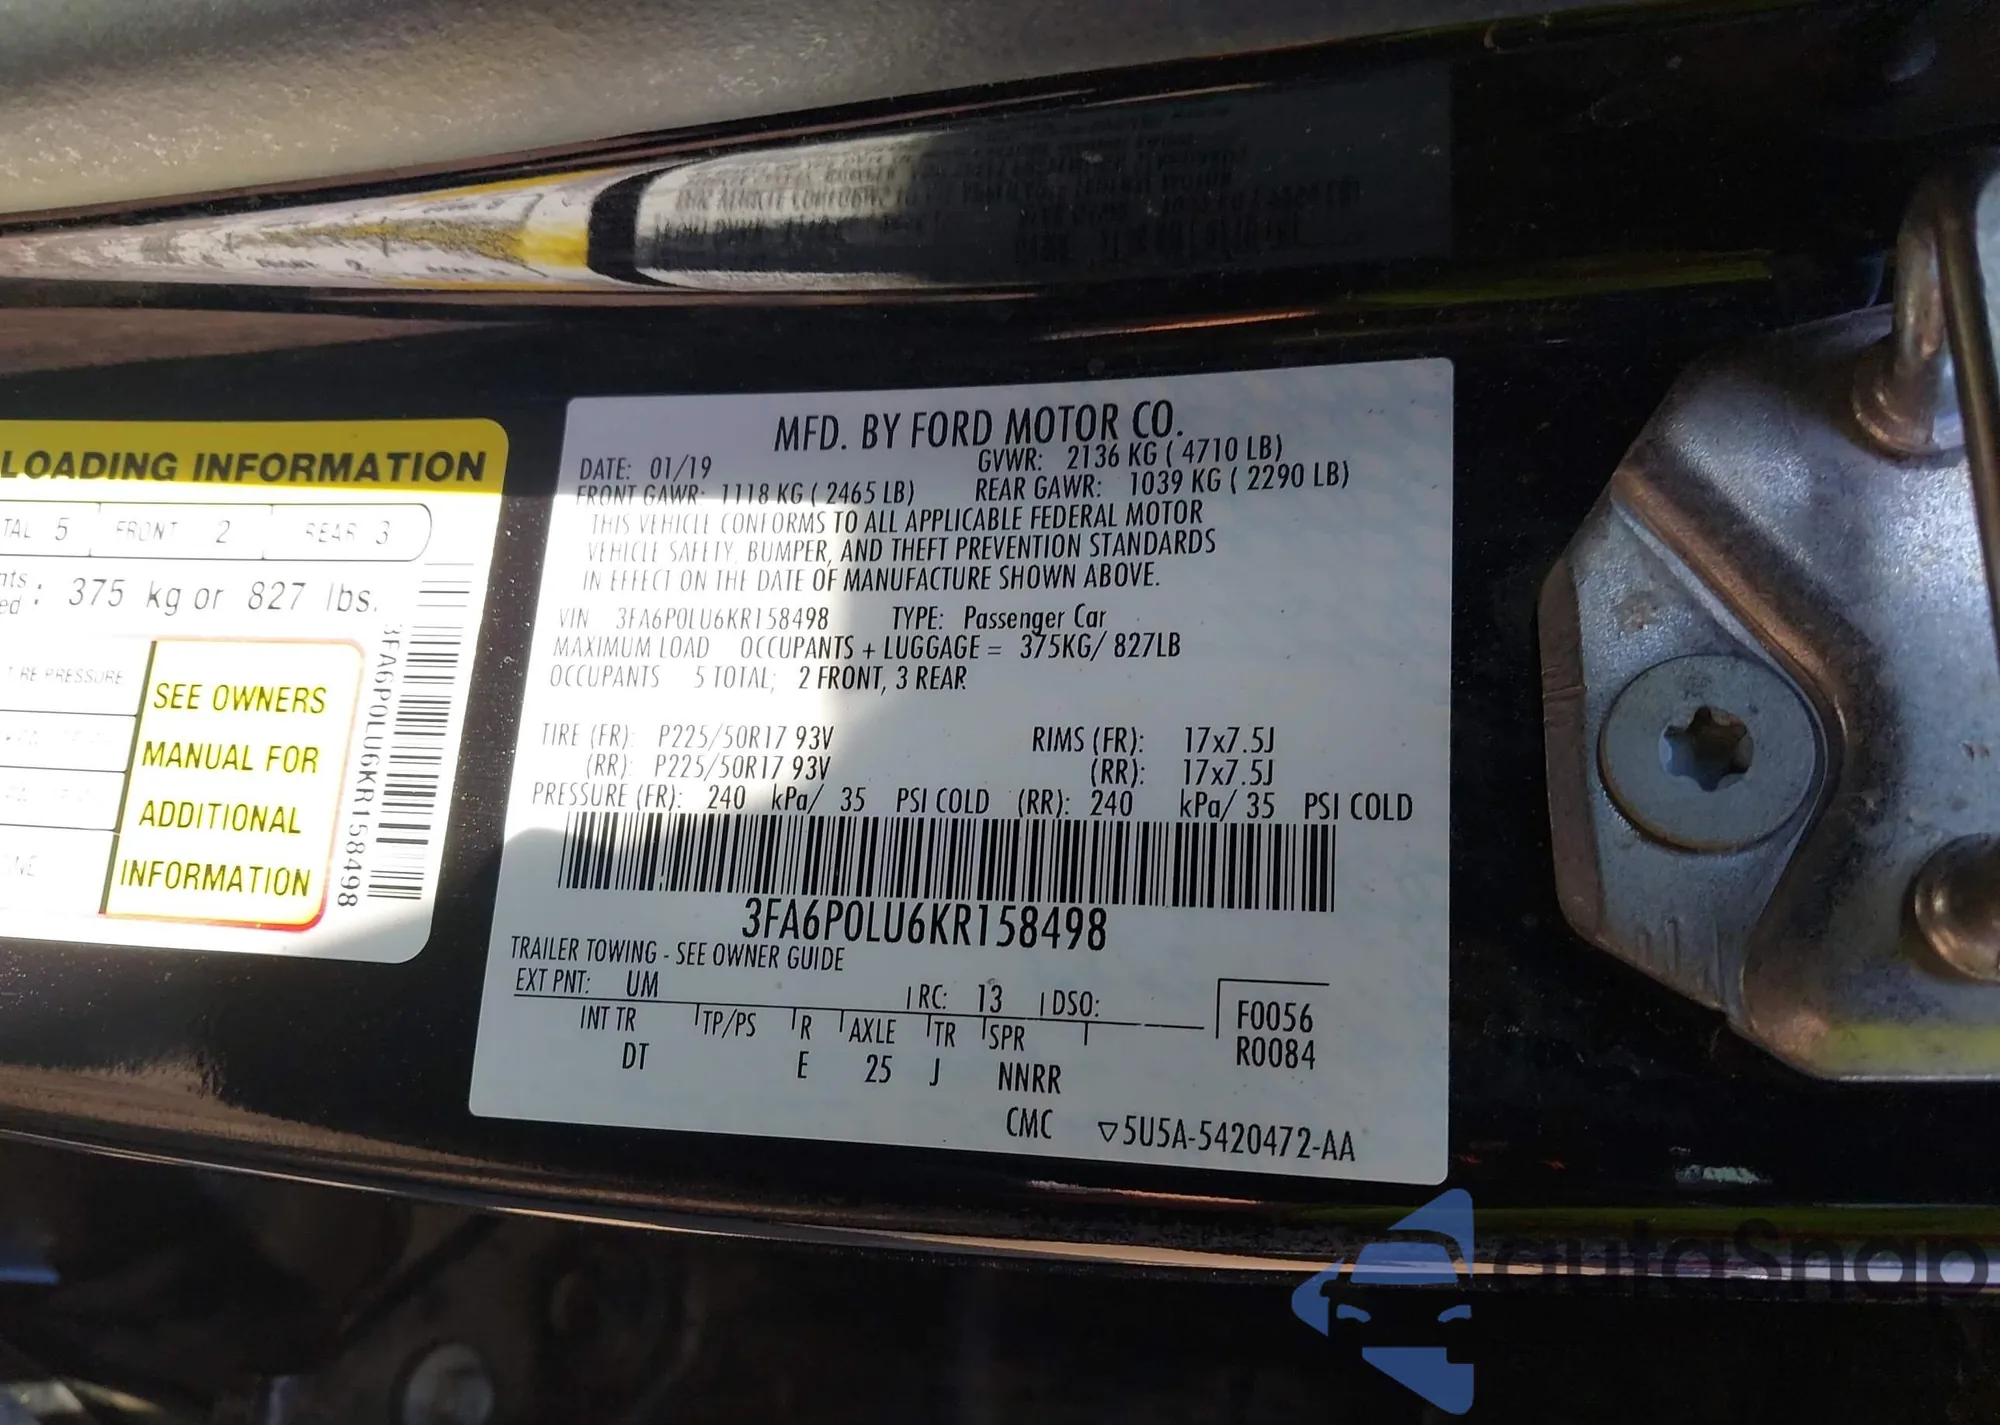 LOADING INFORMATION
TAL 5 FRONT 2 REAR 3
nts
ed : 375 kg or 827 lbs.
RE PRESSURE
SEE OWNERS
MANUAL FOR
ADDITIONAL
INFORMATION
3FA6P0LU6KR158498
MFD. BY FORD MOTOR CO.
DATE: 01/19 GVWR: 2136 KG ( 4710 LB)
FRONT GAWR: 1118 KG ( 2465 LB) REAR GAWR: 1039 KG ( 2290 LB)
THIS VEHICLE CONFORMS TO ALL APPLICABLE FEDERAL MOTOR
VEHICLE SAFETY, BUMPER, AND THEFT PREVENTION STANDARDS
IN EFFECT ON THE DATE OF MANUFACTURE SHOWN ABOVE.
VIN 3FA6P0LU6KR158498 TYPE: Passenger Car
MAXIMUM LOAD OCCUPANTS + LUGGAGE = 375KG/ 827LB
OCCUPANTS 5 TOTAL; 2 FRONT, 3 REAR
TIRE (FR): P225/50R17 93V RIMS (FR): 17x7.5J
(RR): P225/50R17 93V (RR): 17x7.5J
PRESSURE (FR): 240 kPa/ 35 PSI COLD (RR): 240 kPa/ 35 PSI COLD
3FA6P0LU6KR158498
TRAILER TOWING - SEE OWNER GUIDE
EXT PNT: UM RC: 13 DSO:
INT TR TP/PS R AXLE TR SPR F0056
DT E 25 J NNRR R0084
CMC ▽5U5A-5420472-AA
autoSnap